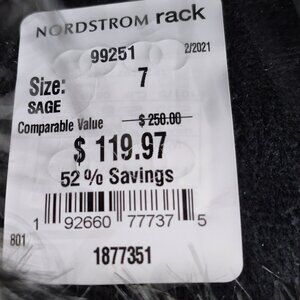 NORDSTROM rack
99251 2/2021
Size: 7
SAGE
Comparable Value $ 250.00
$ 119.97
52 % Savings
1 92660 77737 5
801
1877351